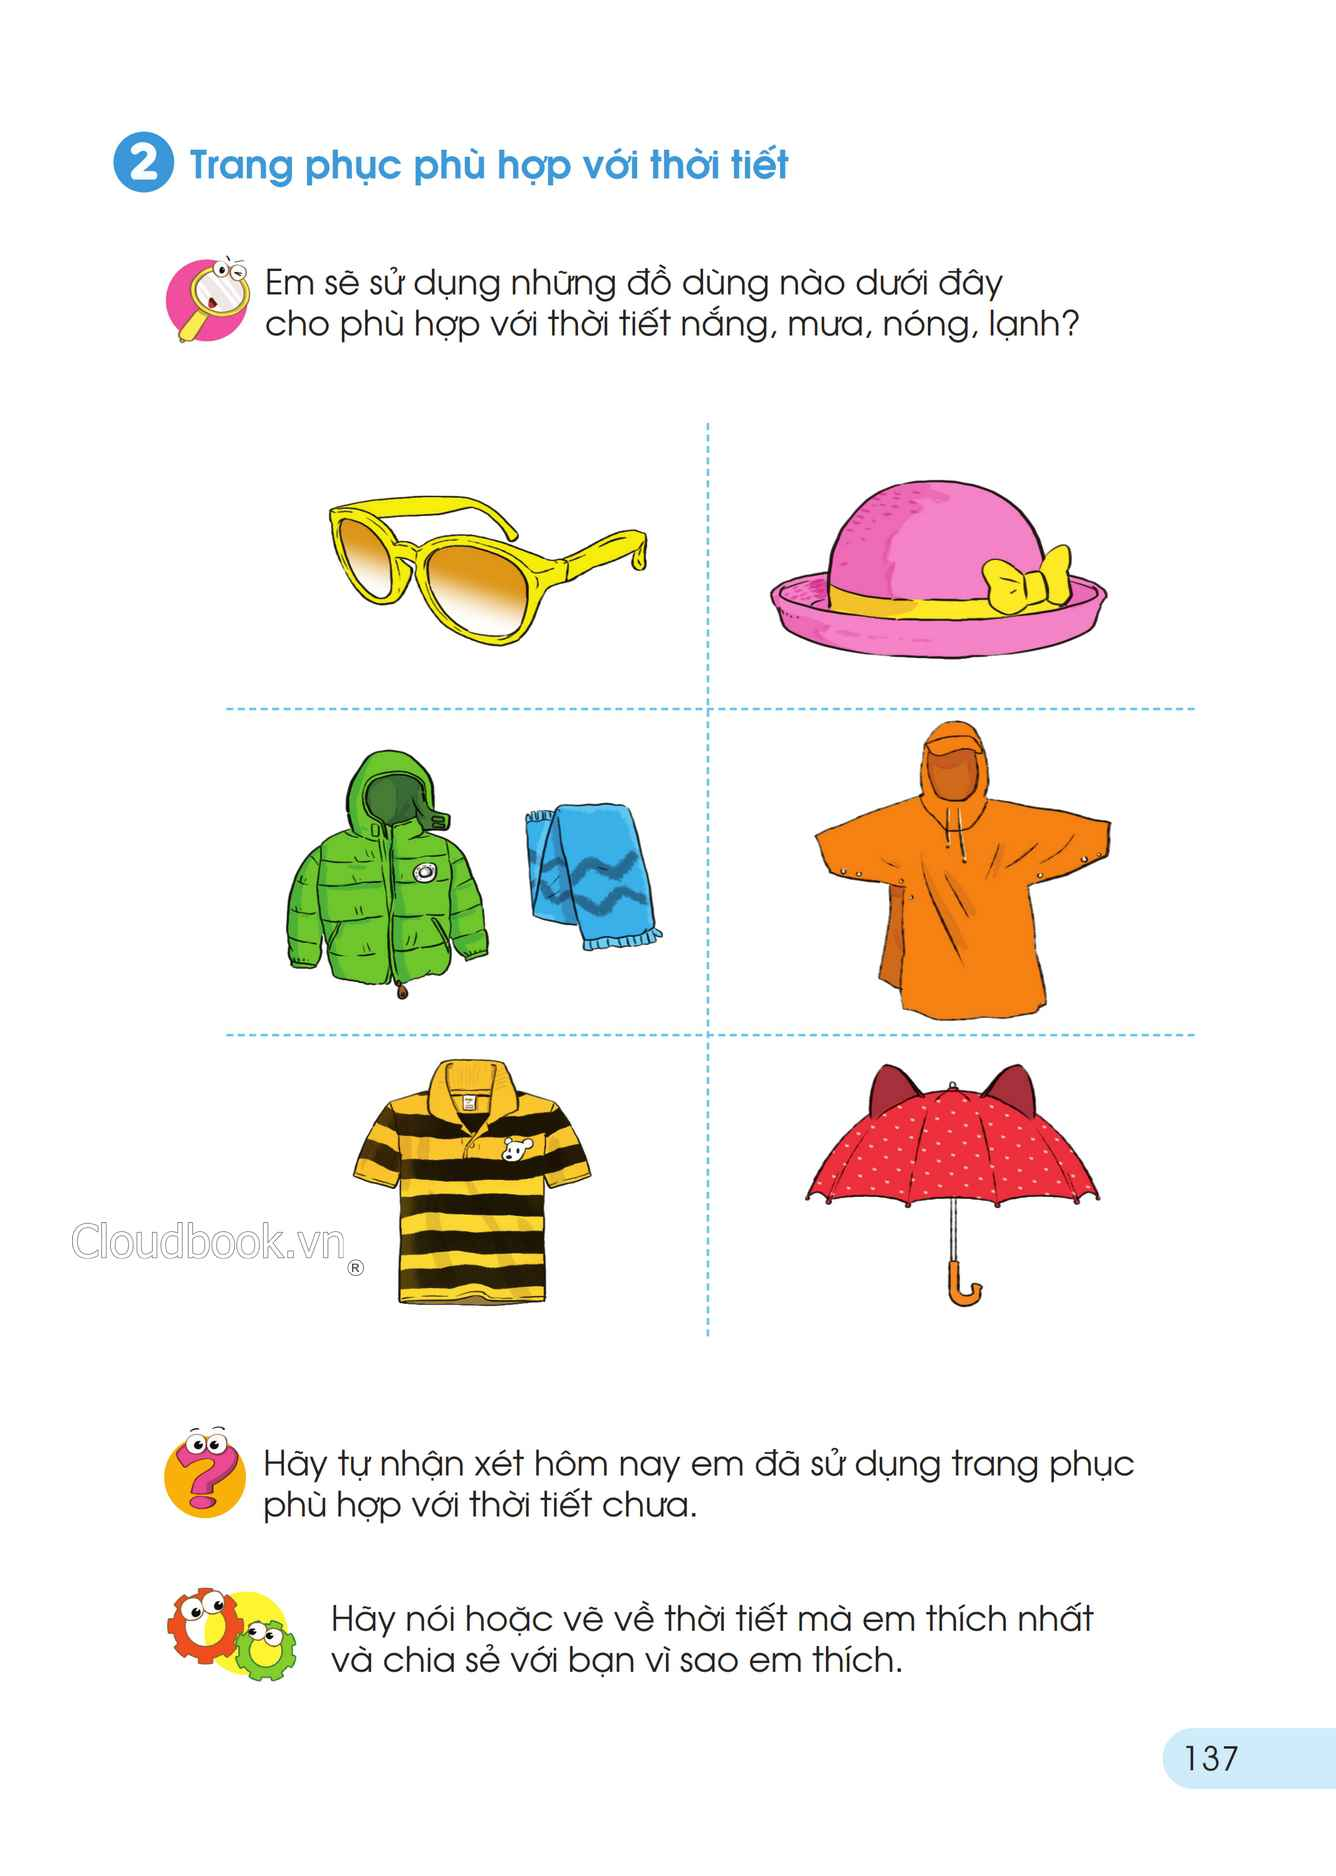 2 Trang phục phù hợp với thời tiết
Em sẽ sử dụng những đồ dùng nào dưới đây
cho phù hợp với thời tiết nắng, mưa, nóng, lạnh?
Cloudbook.vn ®
Hãy tự nhận xét hôm nay em đã sử dụng trang phục
phù hợp với thời tiết chưa.
Hãy nói hoặc vẽ về thời tiết mà em thích nhất
và chia sẻ với bạn vì sao em thích.
137